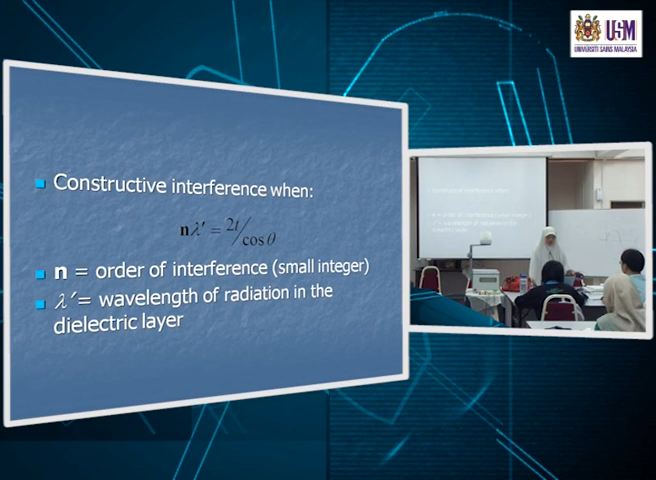 USM
UNIVERSITI SAINS MALAYSIA
Constructive interference when:
nλ′ = 2t/cosθ
n = order of interference (small integer)
λ′= wavelength of radiation in the
dielectric layer